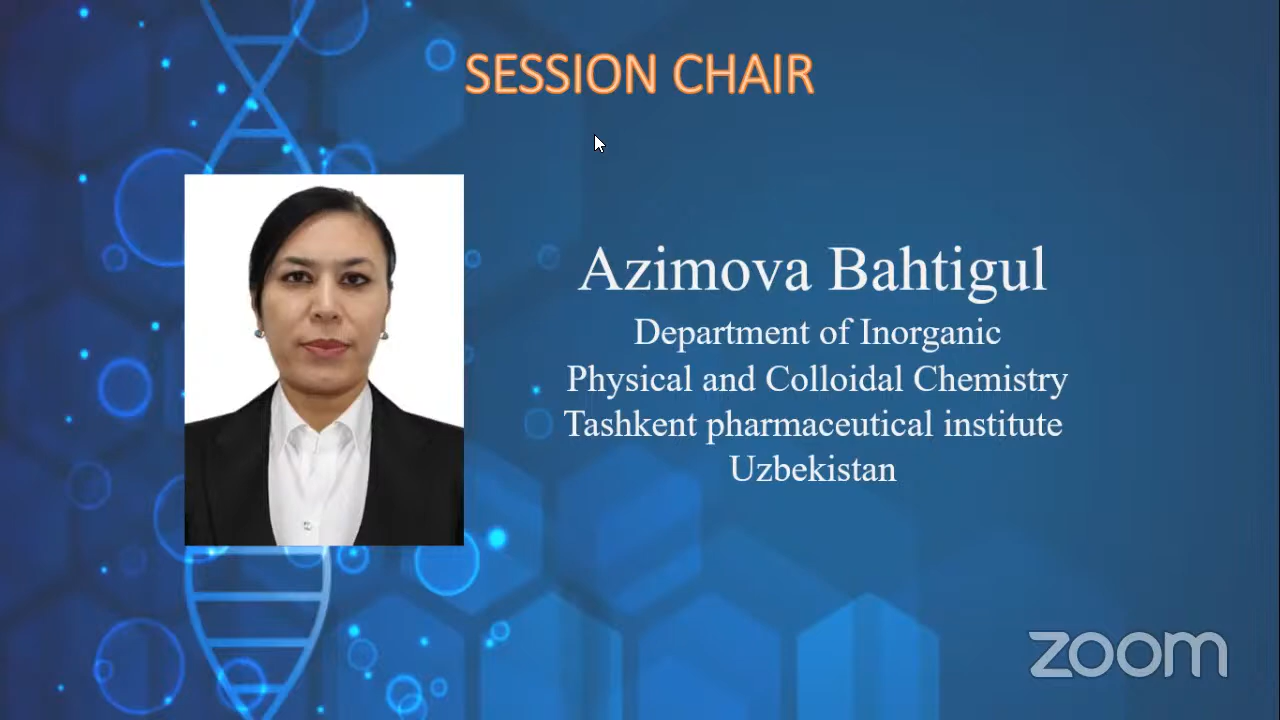 SESSION CHAIR
Azimova Bahtigul
Department of Inorganic
Physical and Colloidal Chemistry
Tashkent pharmaceutical institute
Uzbekistan
zoom